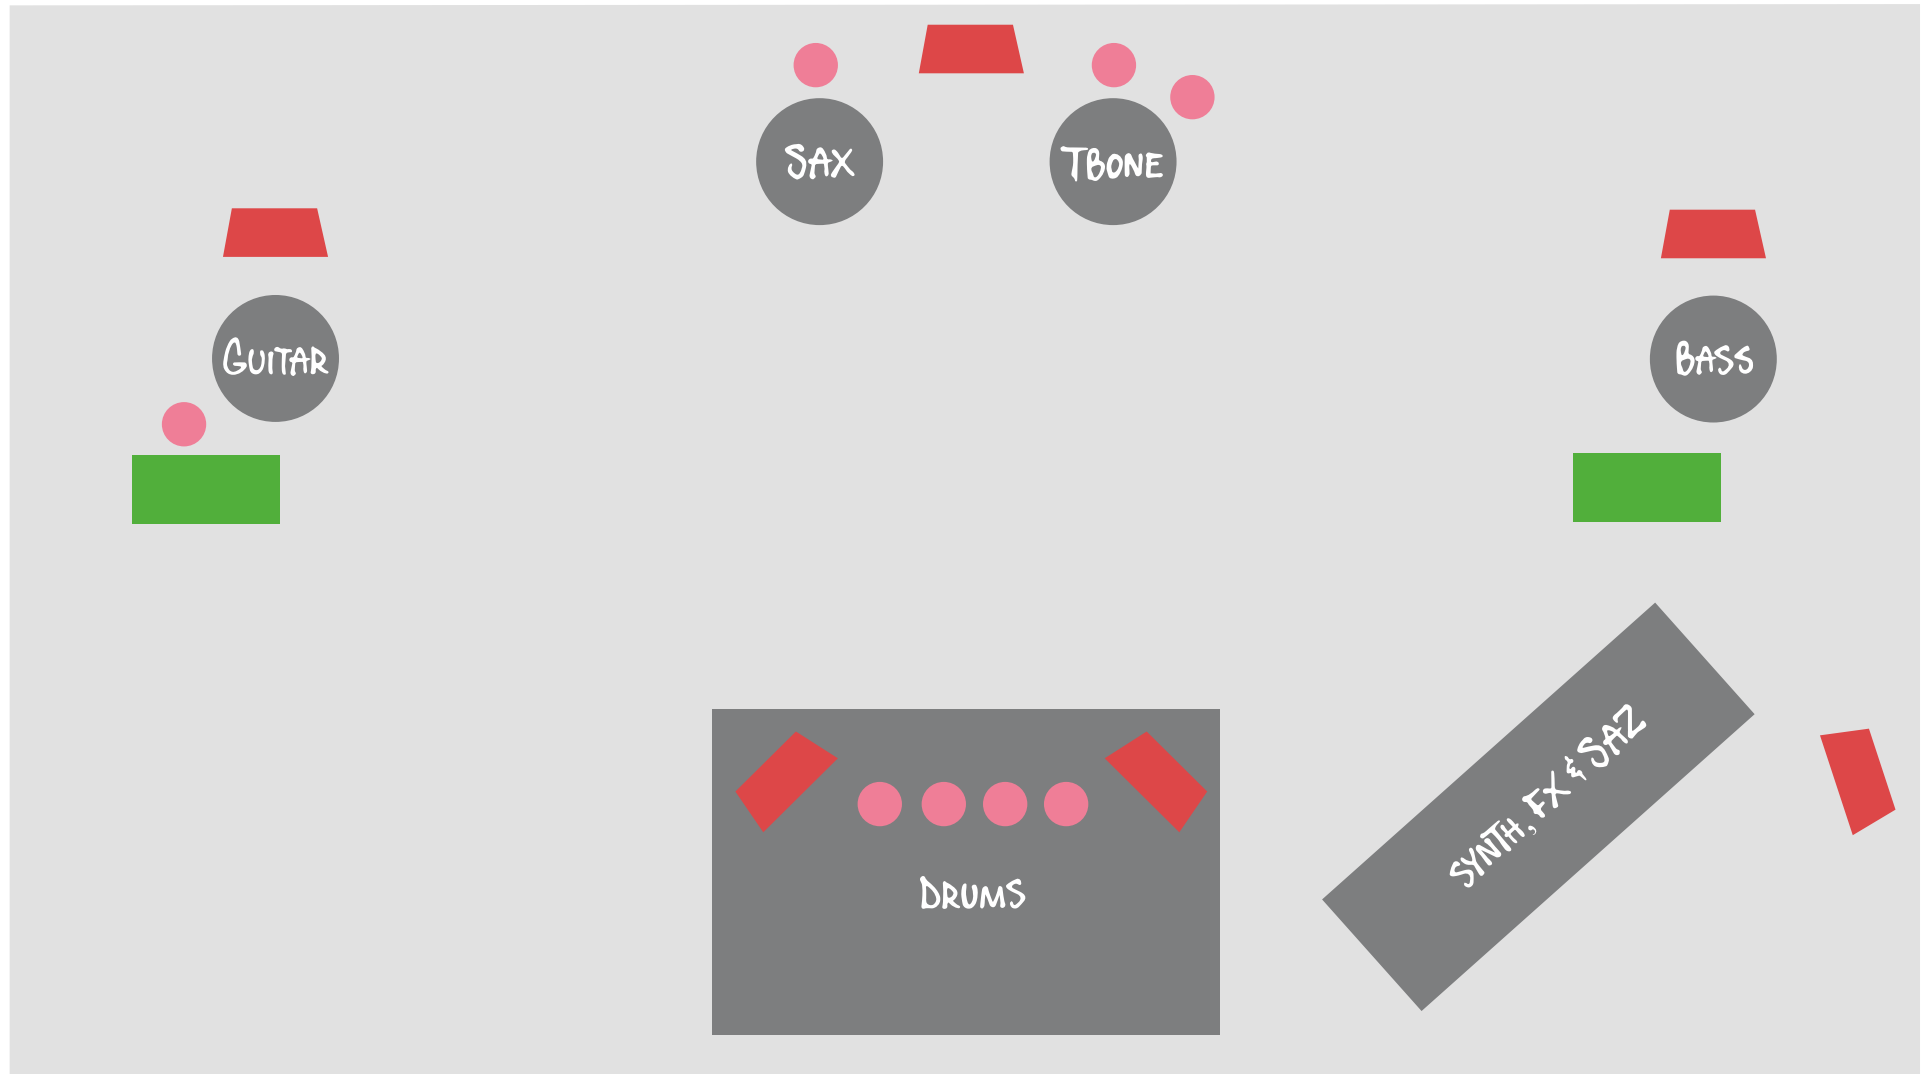 SAX
TBONE
GUITAR
BASS
SYNTH, FX & SAZ
DRUMS